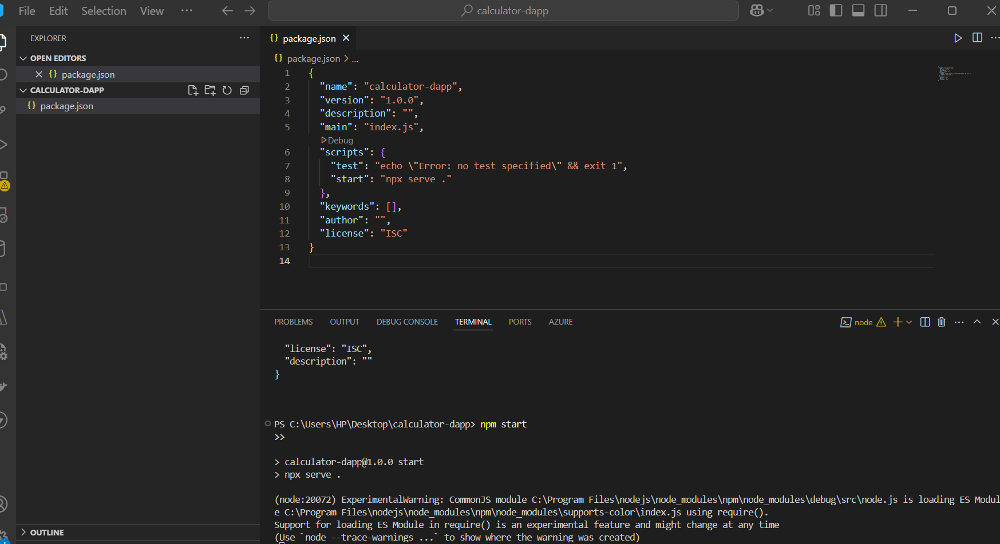 File Edit Selection View ··· calculator-dapp
EXPLORER ···
OPEN EDITORS
package.json
CALCULATOR-DAPP
package.json
OUTLINE
{} package.json
{} package.json > ...
1 {
2 "name": "calculator-dapp",
3 "version": "1.0.0",
4 "description": "",
5 "main": "index.js",
Debug
6 "scripts": {
7 "test": "echo \"Error: no test specified\" && exit 1",
8 "start": "npx serve ."
9 },
10 "keywords": [],
11 "author": "",
12 "license": "ISC"
13 }
14
PROBLEMS OUTPUT DEBUG CONSOLE TERMINAL PORTS AZURE node
"license": "ISC",
"description": ""
}
PS C:\Users\HP\Desktop\calculator-dapp> npm start
>>
> calculator-dapp@1.0.0 start
> npx serve .
(node:20072) ExperimentalWarning: CommonJS module C:\Program Files\nodejs\node_modules\npm\node_modules\debug\src\node.js is loading ES Modul
e C:\Program Files\nodejs\node_modules\npm\node_modules\supports-color\index.js using require().
Support for loading ES Module in require() is an experimental feature and might change at any time
(Use `node --trace-warnings ...` to show where the warning was created)